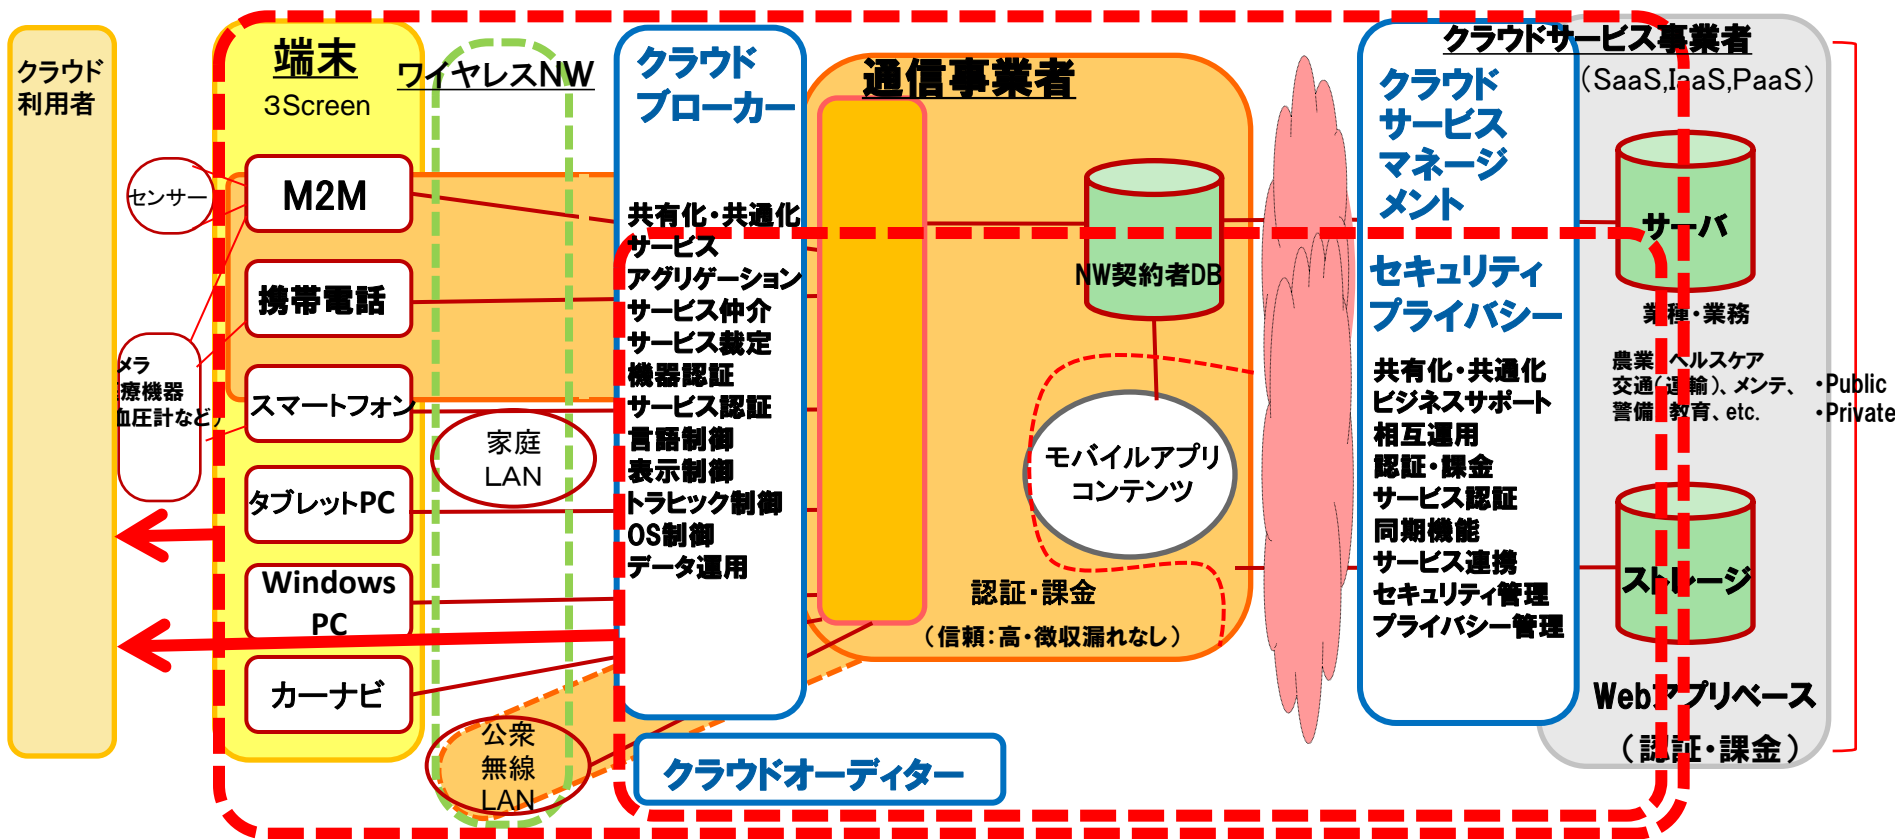 クラウド
利用者
端末
3Screen
ワイヤレスNW
センサー
メラ
療機器
血圧計など)
M2M
携帯電話
スマートフォン
タブレットPC
Windows
PC
カーナビ
家庭
LAN
公衆
無線
LAN
クラウド
ブローカー
共有化・共通化
サービス
アグリゲーション
サービス仲介
サービス裁定
機器認証
サービス認証
言語制御
表示制御
トラヒック制御
OS制御
データ運用
クラウドオーディター
通信事業者
NW契約者DB
モバイルアプリ
コンテンツ
認証・課金
(信頼:高・徴収漏れなし)
クラウド
サービス
マネージ
メント
セキュリティ
プライバシー
共有化・共通化
ビジネスサポート
相互運用
認証・課金
サービス認証
同期機能
サービス連携
セキュリティ管理
プライバシー管理
クラウドサービス事業者
(SaaS,IaaS,PaaS)
サーバ
業種・業務
農業、ヘルスケア
交通(運輸)、メンテ、
警備、教育、etc.
・Public
・Private
ストレージ
Webアプリベース
(認証・課金)